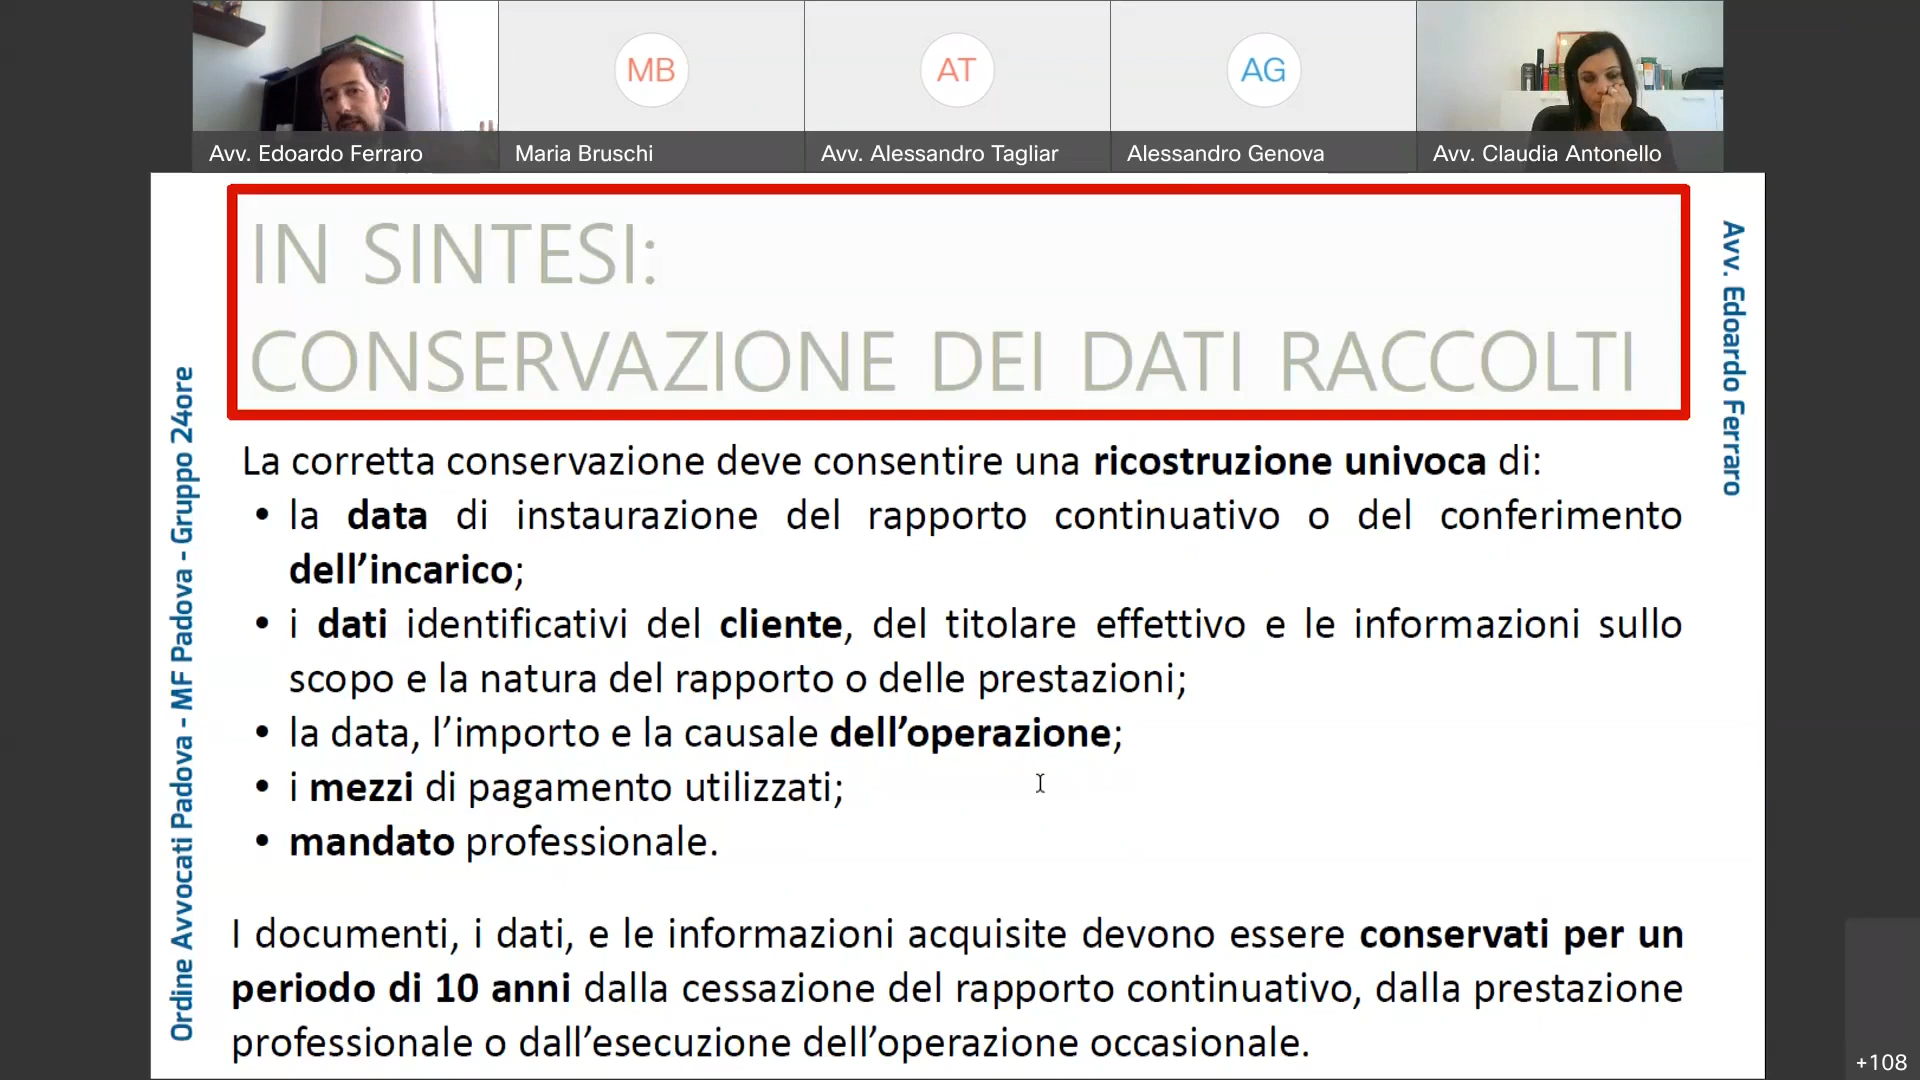 MB
AT
AG
Avv. Edoardo Ferraro
Maria Bruschi
Avv. Alessandro Tagliar
Alessandro Genova
Avv. Claudia Antonello
IN SINTESI:
CONSERVAZIONE DEI DATI RACCOLTI
La corretta conservazione deve consentire una ricostruzione univoca di:
• la data di instaurazione del rapporto continuativo o del conferimento
dell’incarico;
• i dati identificativi del cliente, del titolare effettivo e le informazioni sullo
scopo e la natura del rapporto o delle prestazioni;
• la data, l’importo e la causale dell’operazione;
• i mezzi di pagamento utilizzati;
• mandato professionale.
I documenti, i dati, e le informazioni acquisite devono essere conservati per un
periodo di 10 anni dalla cessazione del rapporto continuativo, dalla prestazione
professionale o dall’esecuzione dell’operazione occasionale.
Ordine Avvocati Padova - MF Padova - Gruppo 24ore
Avv. Edoardo Ferraro
+108